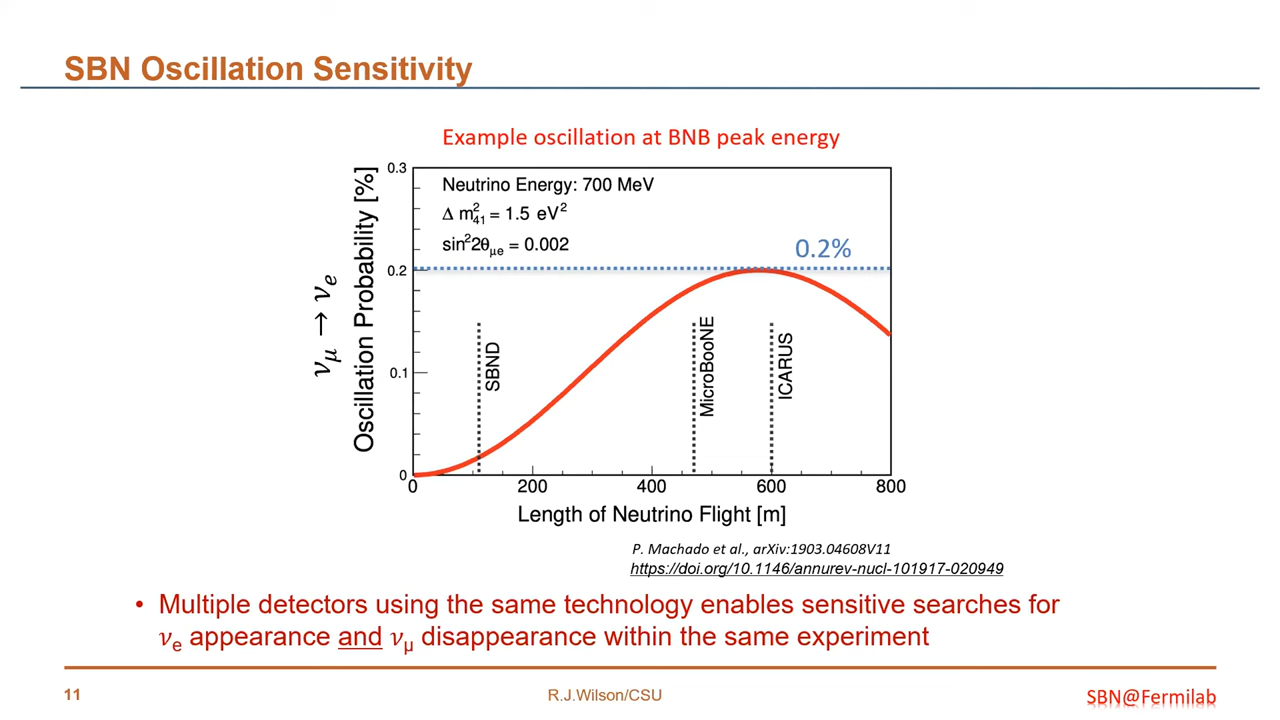 SBN Oscillation Sensitivity
Example oscillation at BNB peak energy
ν_μ → ν_e
Oscillation Probability [%]
0.3
0.2
0.1
0
Neutrino Energy: 700 MeV
Δ m²₄₁ = 1.5 eV²
sin²2θ_μe = 0.002
0.2%
SBND
MicroBooNE
ICARUS
0 200 400 600 800
Length of Neutrino Flight [m]
P. Machado et al., arXiv:1903.04608V11
https://doi.org/10.1146/annurev-nucl-101917-020949
• Multiple detectors using the same technology enables sensitive searches for
ν_e appearance and ν_μ disappearance within the same experiment
11
R.J.Wilson/CSU
SBN@Fermilab